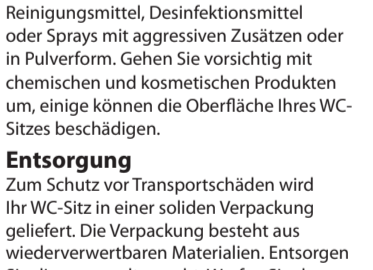 Reinigungsmittel, Desinfektionsmittel
oder Sprays mit aggressiven Zusätzen oder
in Pulverform. Gehen Sie vorsichtig mit
chemischen und kosmetischen Produkten
um, einige können die Oberfläche Ihres WC-
Sitzes beschädigen.
Entsorgung
Zum Schutz vor Transportschäden wird
Ihr WC-Sitz in einer soliden Verpackung
geliefert. Die Verpackung besteht aus
wiederverwertbaren Materialien. Entsorgen